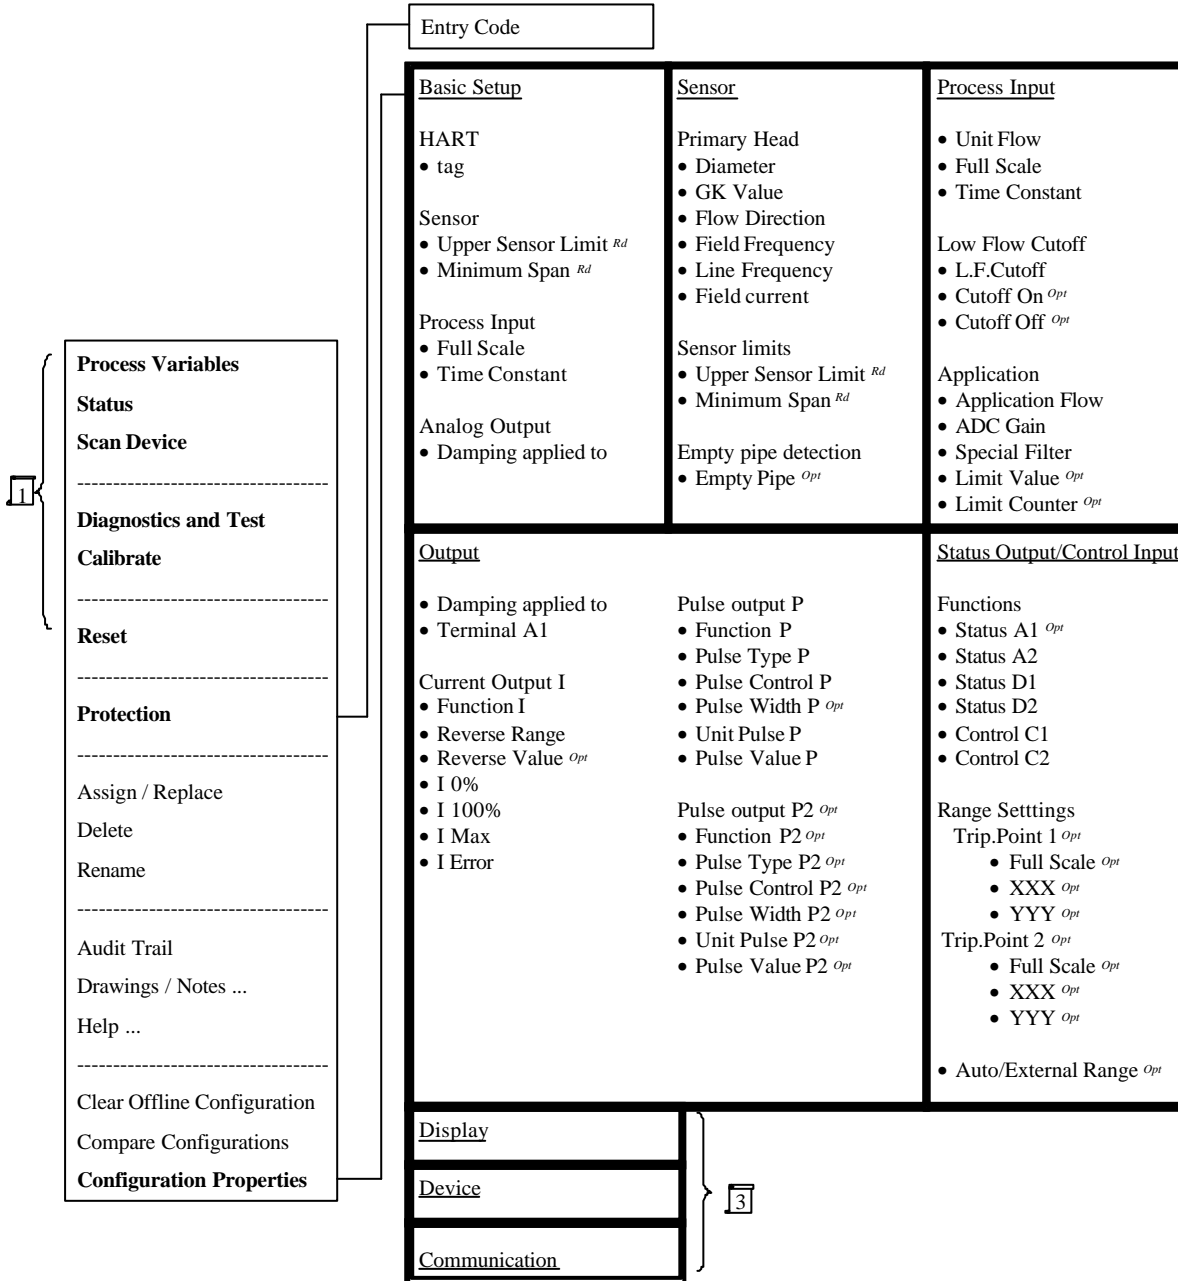 Entry Code
1
Process Variables
Status
Scan Device
--------------------------------
Diagnostics and Test
Calibrate
--------------------------------
Reset
--------------------------------
Protection
--------------------------------
Assign / Replace
Delete
Rename
--------------------------------
Audit Trail
Drawings / Notes ...
Help ...
--------------------------------
Clear Offline Configuration
Compare Configurations
Configuration Properties
Basic Setup
HART
• tag
Sensor
• Upper Sensor Limit Rd
• Minimum Span Rd
Process Input
• Full Scale
• Time Constant
Analog Output
• Damping applied to
Sensor
Primary Head
• Diameter
• GK Value
• Flow Direction
• Field Frequency
• Line Frequency
• Field current
Sensor limits
• Upper Sensor Limit Rd
• Minimum Span Rd
Empty pipe detection
• Empty Pipe Opt
Process Input
• Unit Flow
• Full Scale
• Time Constant
Low Flow Cutoff
• L.F.Cutoff
• Cutoff On Opt
• Cutoff Off Opt
Application
• Application Flow
• ADC Gain
• Special Filter
• Limit Value Opt
• Limit Counter Opt
Output
• Damping applied to
• Terminal A1
Current Output I
• Function I
• Reverse Range
• Reverse Value Opt
• I 0%
• I 100%
• I Max
• I Error
Pulse output P
• Function P
• Pulse Type P
• Pulse Control P
• Pulse Width P Opt
• Unit Pulse P
• Pulse Value P
Pulse output P2 Opt
• Function P2 Opt
• Pulse Type P2 Opt
• Pulse Control P2 Opt
• Pulse Width P2 Opt
• Unit Pulse P2 Opt
• Pulse Value P2 Opt
Status Output/Control Input
Functions
• Status A1 Opt
• Status A2
• Status D1
• Status D2
• Control C1
• Control C2
Range Setttings
Trip.Point 1 Opt
• Full Scale Opt
• XXX Opt
• YYY Opt
Trip.Point 2 Opt
• Full Scale Opt
• XXX Opt
• YYY Opt
• Auto/External Range Opt
Display
Device
Communication
3